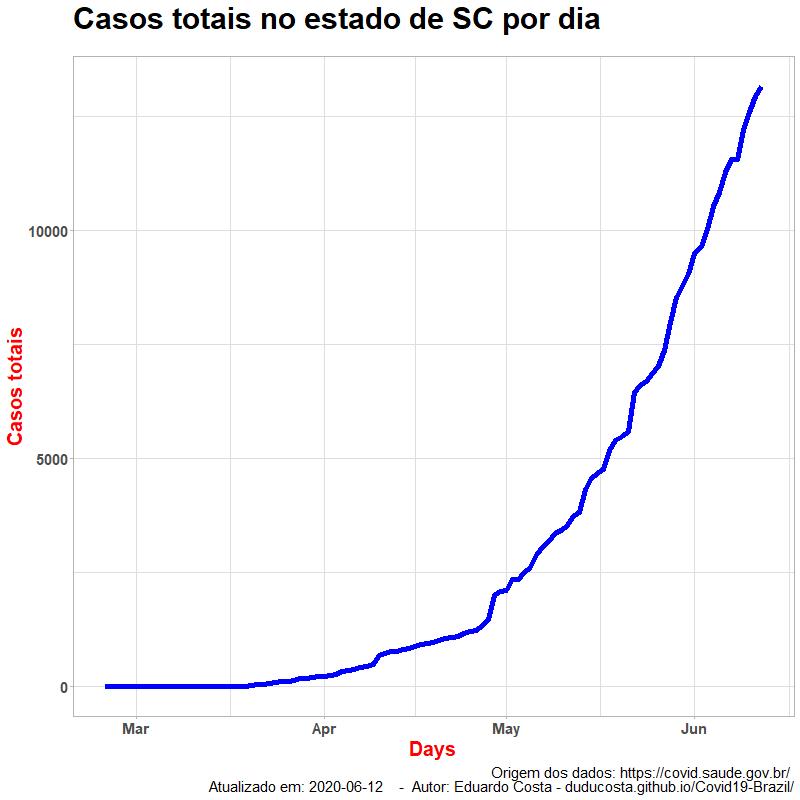 Casos totais no estado de SC por dia
Casos totais
10000
5000
0
Mar Apr May Jun
Days
Origem dos dados: https://covid.saude.gov.br/
Atualizado em: 2020-06-12 - Autor: Eduardo Costa - duducosta.github.io/Covid19-Brazil/